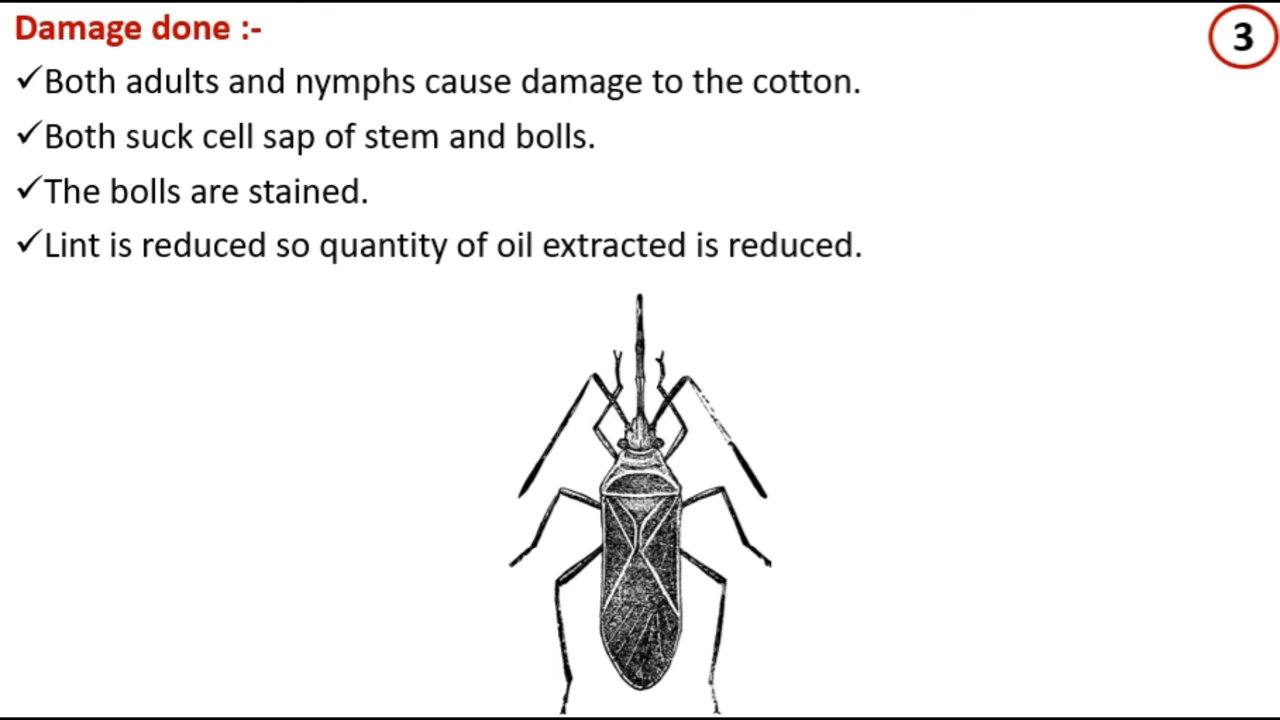 Damage done :-
3
✓Both adults and nymphs cause damage to the cotton.
✓Both suck cell sap of stem and bolls.
✓The bolls are stained.
✓Lint is reduced so quantity of oil extracted is reduced.